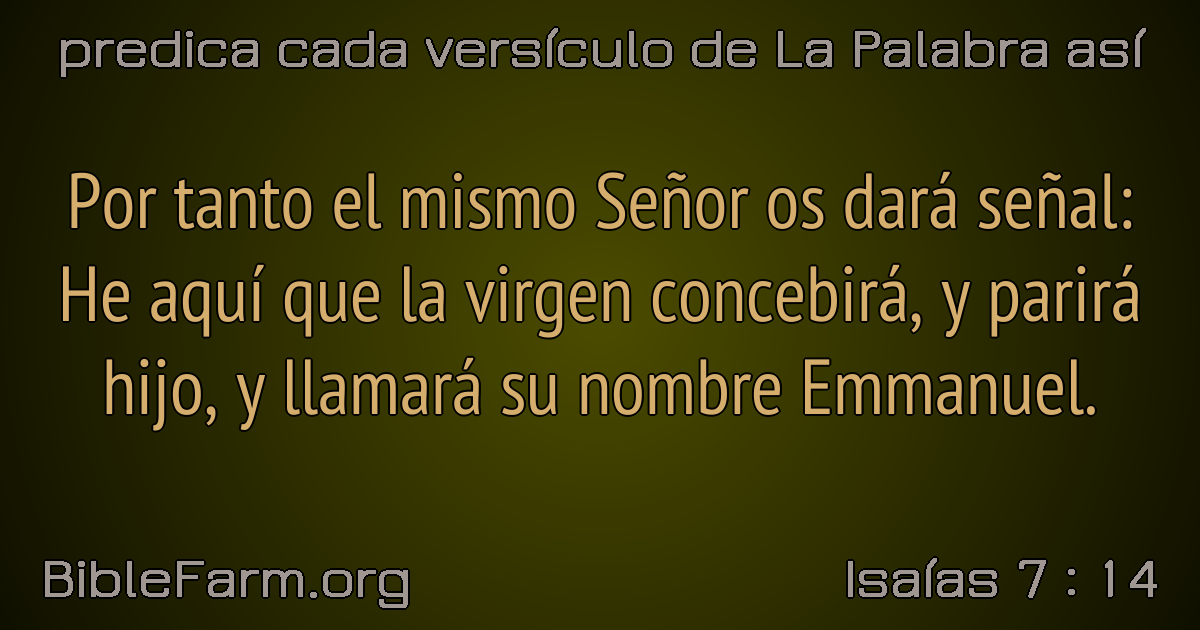 predica cada versículo de La Palabra así
Por tanto el mismo Señor os dará señal:
He aquí que la virgen concebirá, y parirá
hijo, y llamará su nombre Emmanuel.
BibleFarm.org
Isaías 7 : 14